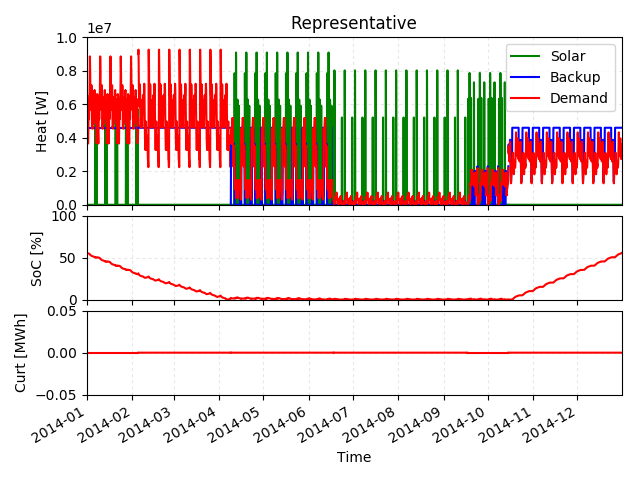 Representative
1e7
1.0
0.8
0.6
0.4
0.2
0.0
Heat [W]
Solar
Backup
Demand
100
50
0
SoC [%]
0.05
0.00
−0.05
Curt [MWh]
2014-01
2014-02
2014-03
2014-04
2014-05
2014-06
2014-07
2014-08
2014-09
2014-10
2014-11
2014-12
Time